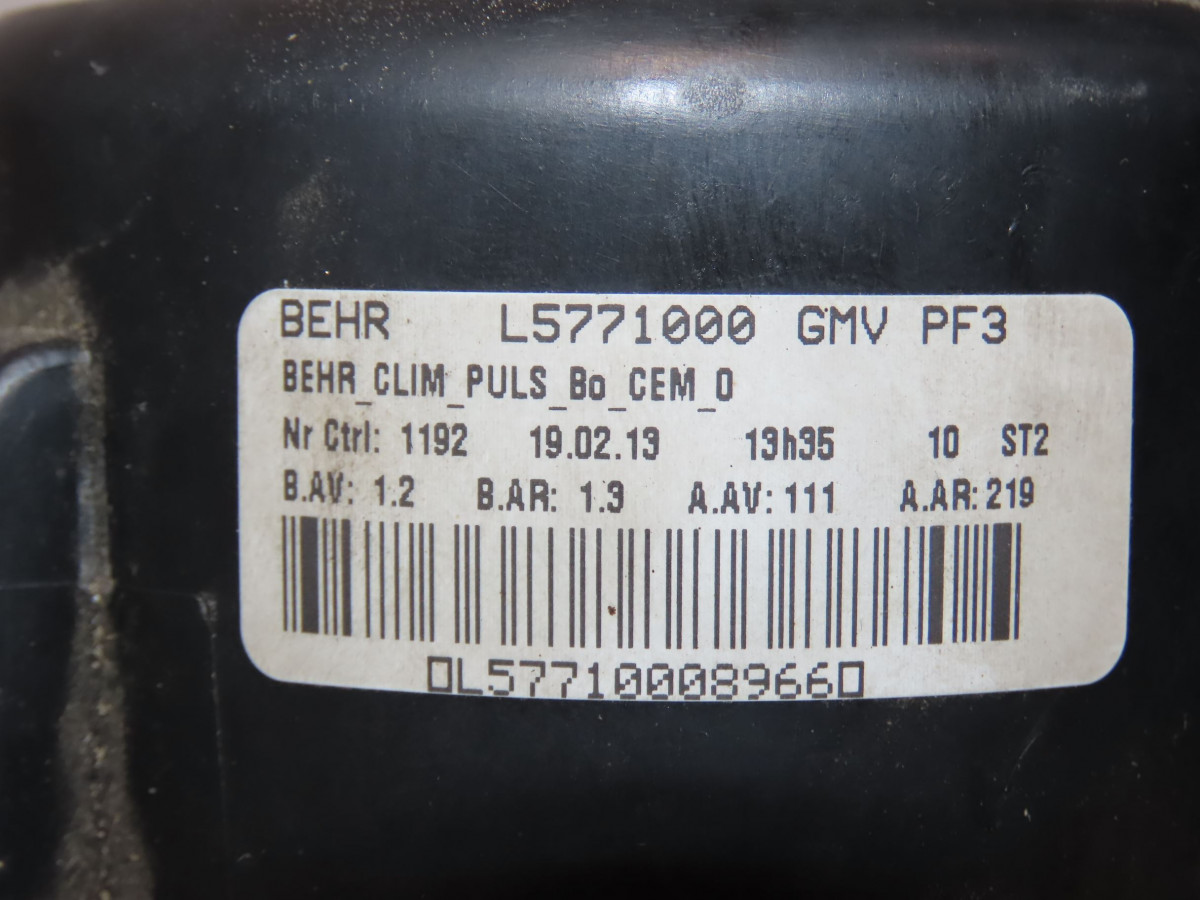 BEHR L5771000 GMV PF3
BEHR_CLIM_PULS_Bo_CEM_0
Nr Ctrl: 1192 19.02.13 13h35 10 ST2
B.AV: 1.2 B.AR: 1.3 A.AV: 111 A.AR: 219
▯L57710008966▯